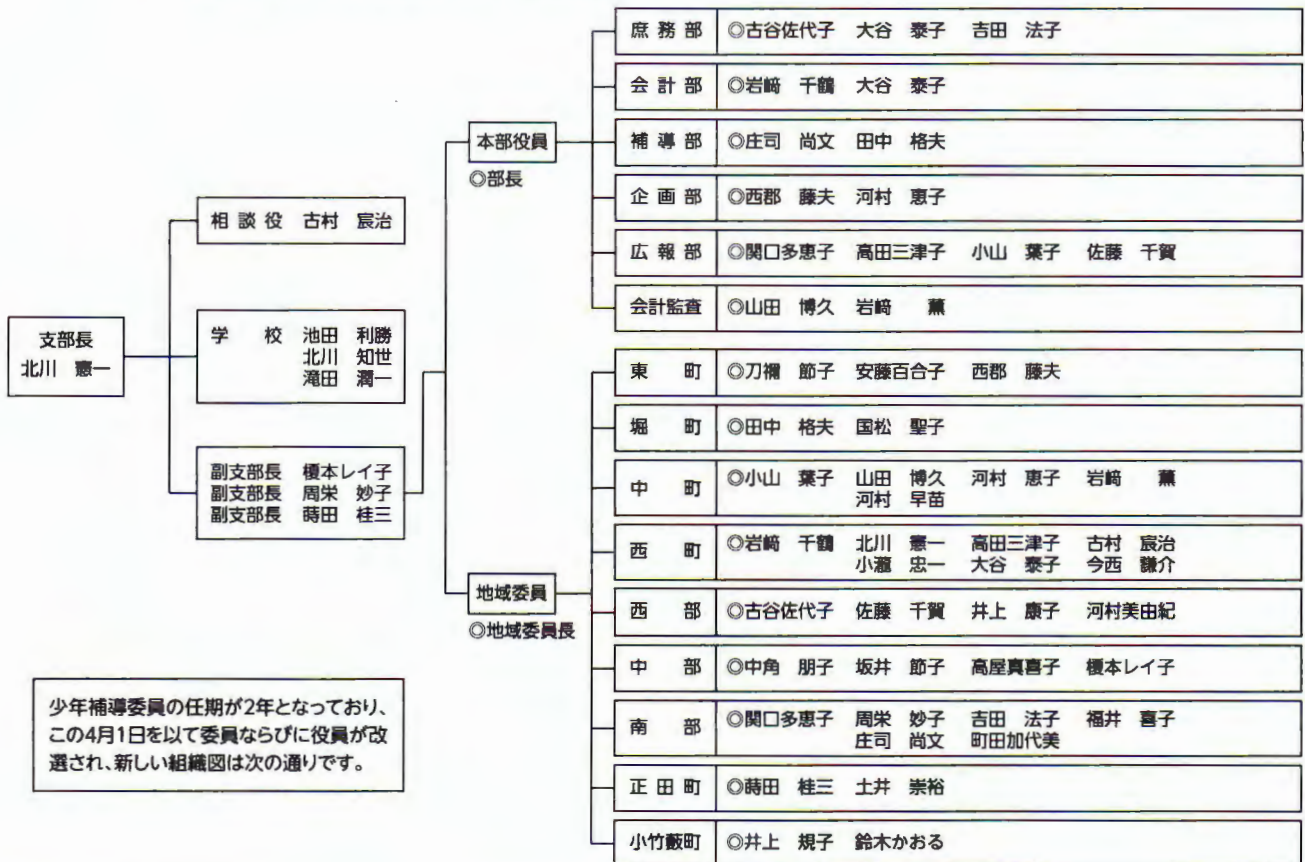 支部長
北川 憲一
相談役 古村 宸治
学校 池田 利勝
北川 知世
滝田 潤一
副支部長 榎本レイ子
副支部長 周栄 妙子
副支部長 蒔田 桂三
本部役員
◎部長
庶務部 ◎古谷佐代子 大谷 泰子 吉田 法子
会計部 ◎岩﨑 千鶴 大谷 泰子
補導部 ◎庄司 尚文 田中 格夫
企画部 ◎西郡 藤夫 河村 恵子
広報部 ◎関口多恵子 高田三津子 小山 葉子 佐藤 千賀
会計監査 ◎山田 博久 岩﨑 薫
地域委員
◎地域委員長
東町 ◎刀禰 節子 安藤百合子 西郡 藤夫
堀町 ◎田中 格夫 国松 聖子
中町 ◎小山 葉子 山田 博久 河村 恵子 岩﨑 薫
河村 早苗
西町 ◎岩﨑 千鶴 北川 憲一 高田三津子 古村 宸治
小瀧 忠一 大谷 泰子 今西 謙介
西部 ◎古谷佐代子 佐藤 千賀 井上 康子 河村美由紀
中部 ◎中角 朋子 坂井 節子 高屋真喜子 榎本レイ子
南部 ◎関口多恵子 周栄 妙子 吉田 法子 福井 喜子
庄司 尚文 町田加代美
正田町 ◎蒔田 桂三 土井 崇裕
小竹藪町 ◎井上 規子 鈴木かおる
少年補導委員の任期が2年となっており、
この4月1日を以て委員ならびに役員が改
選され、新しい組織図は次の通りです。